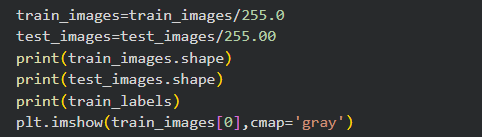 train_images=train_images/255.0
test_images=test_images/255.00
print(train_images.shape)
print(test_images.shape)
print(train_labels)
plt.imshow(train_images[0],cmap='gray')